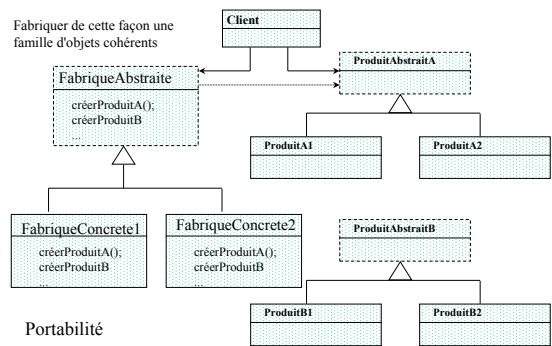 Fabriquer de cette façon une
famille d'objets cohérents
Client
FabriqueAbstraite
créerProduitA();
créerProduitB
...
ProduitAbstraitA
ProduitA1
ProduitA2
FabriqueConcrete1
créerProduitA();
créerProduitB
...
FabriqueConcrete2
créerProduitA();
créerProduitB
...
ProduitAbstraitB
ProduitB1
ProduitB2
Portabilité